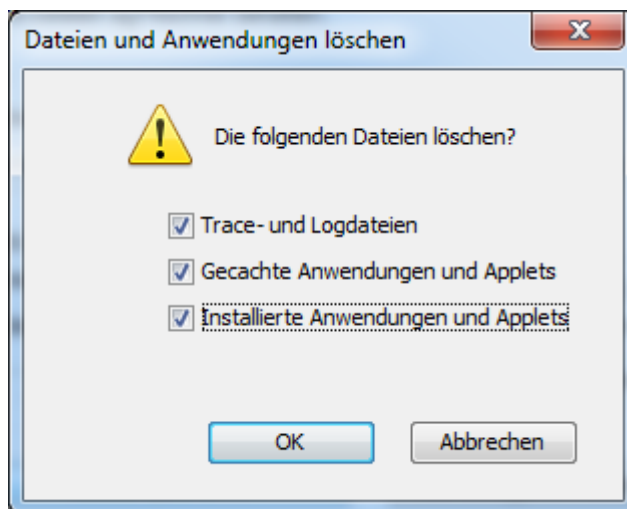 Dateien und Anwendungen löschen
Die folgenden Dateien löschen?
Trace- und Logdateien
Gecachte Anwendungen und Applets
Installierte Anwendungen und Applets
OK
Abbrechen